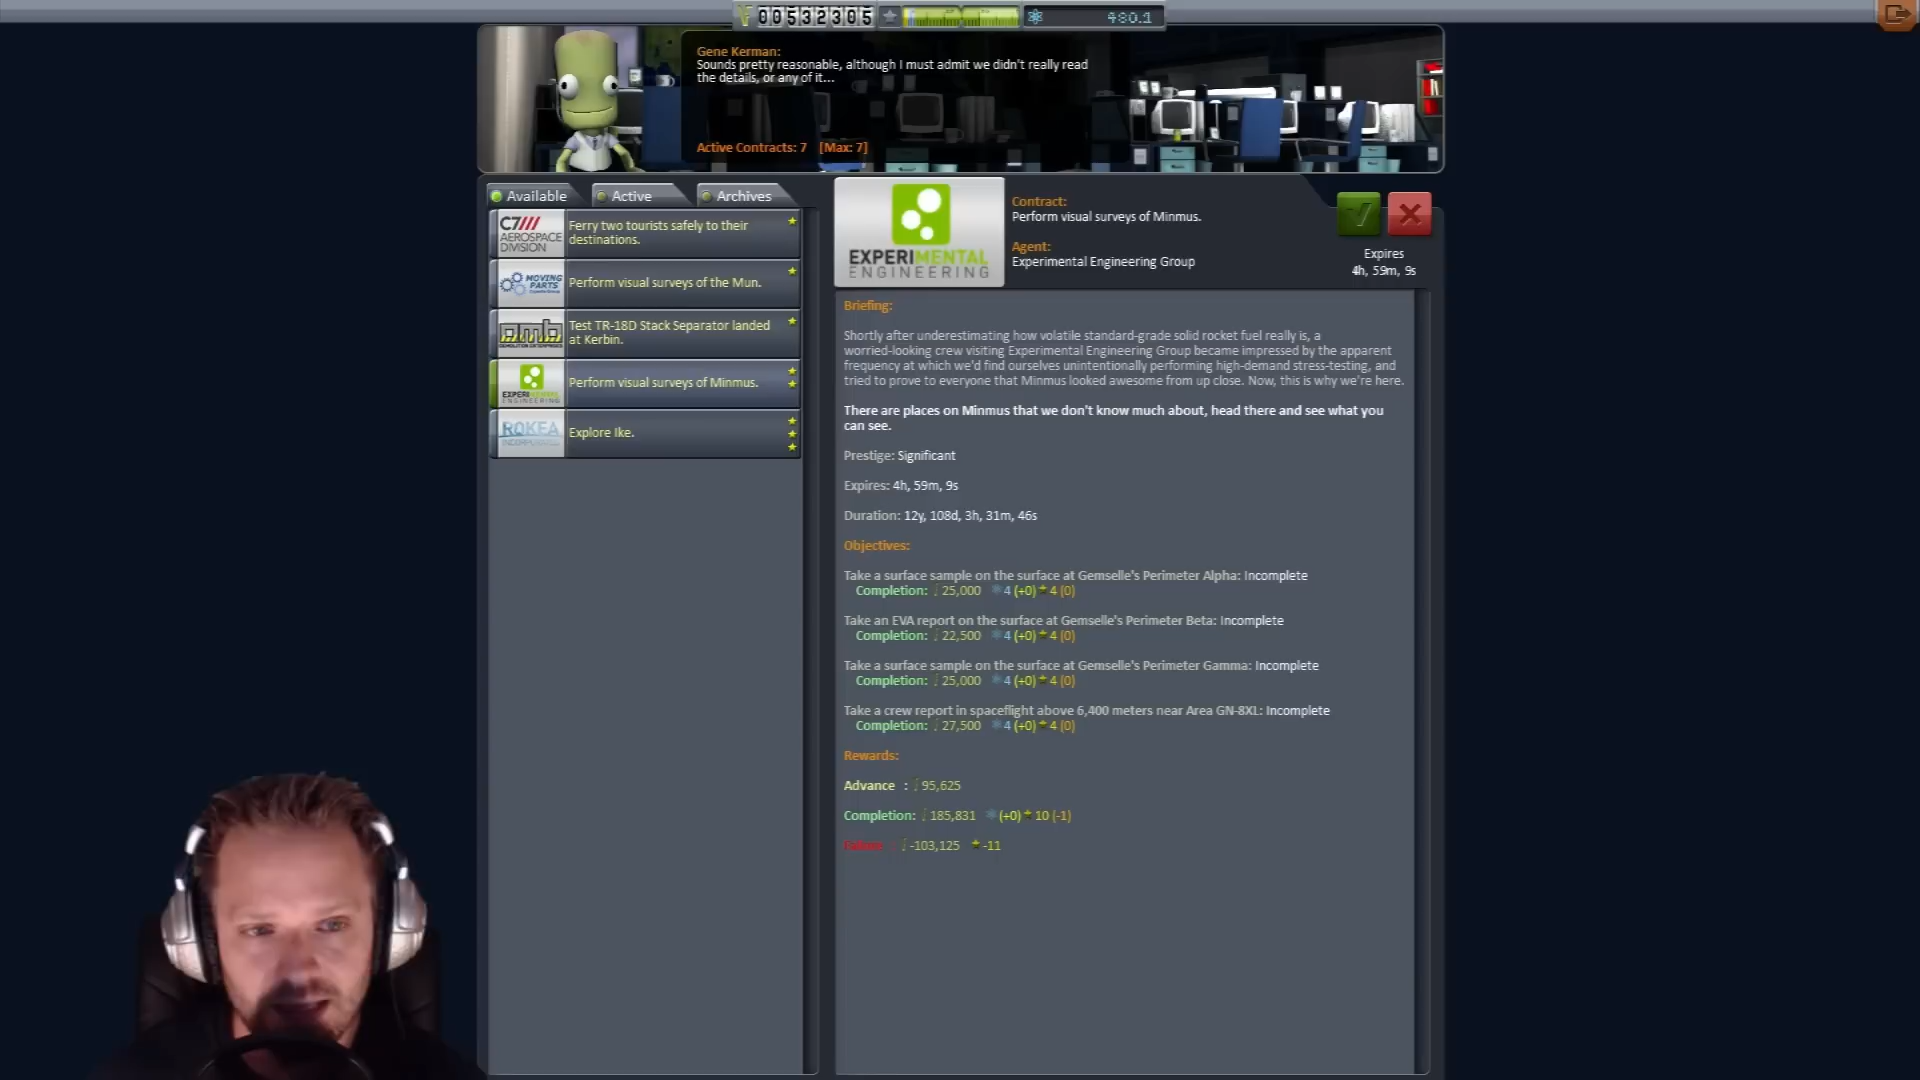 00532305
480.1
Gene Kerman:
Sounds pretty reasonable, although I must admit we didn't really read
the details, or any of it...
Active Contracts: 7 [Max: 7]
Available
Active
Archives
C7///
AEROSPACE
DIVISION
Ferry two tourists safely to their
destinations.
MOVING
PARTS
Perform visual surveys of the Mun.
omb
Test TR-18D Stack Separator landed
at Kerbin.
EXPERIMENTAL
ENGINEERING
Perform visual surveys of Minmus.
ROKEA
INCORPORATED
Explore Ike.
EXPERIMENTAL
ENGINEERING
Contract:
Perform visual surveys of Minmus.
Agent:
Experimental Engineering Group
Expires
4h, 59m, 9s
Briefing:
Shortly after underestimating how volatile standard-grade solid rocket fuel really is, a
worried-looking crew visiting Experimental Engineering Group became impressed by the apparent
frequency at which we'd find ourselves unintentionally performing high-demand stress-testing, and
tried to prove to everyone that Minmus looked awesome from up close. Now, this is why we're here.
There are places on Minmus that we don't know much about, head there and see what you
can see.
Prestige: Significant
Expires: 4h, 59m, 9s
Duration: 12y, 108d, 3h, 31m, 46s
Objectives:
Take a surface sample on the surface at Gemselle's Perimeter Alpha: Incomplete
Completion: 25,000 4 (+0) 4 (0)
Take an EVA report on the surface at Gemselle's Perimeter Beta: Incomplete
Completion: 22,500 4 (+0) 4 (0)
Take a surface sample on the surface at Gemselle's Perimeter Gamma: Incomplete
Completion: 25,000 4 (+0) 4 (0)
Take a crew report in spaceflight above 6,400 meters near Area GN-8XL: Incomplete
Completion: 27,500 4 (+0) 4 (0)
Rewards:
Advance : 95,625
Completion: 185,831 (+0) 10 (-1)
Failure: -103,125 -11